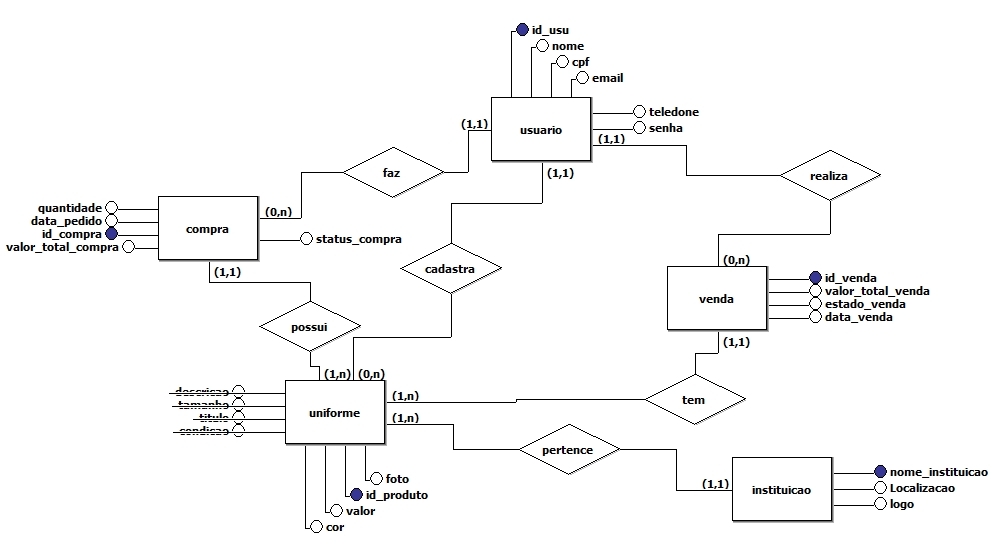 id_usu
nome
cpf
email
teledone
senha
(1,1)
usuario
(1,1)
(1,1)
faz
realiza
quantidade
data_pedido
id_compra
valor_total_compra
compra
(0,n)
status_compra
(1,1)
cadastra
(0,n)
venda
id_venda
valor_total_venda
estado_venda
data_venda
(1,1)
possui
(1,n)
(0,n)
descricao
tamanho
titulo
condicao
uniforme
(1,n)
(1,n)
tem
pertence
foto
id_produto
valor
cor
(1,1)
instituicao
nome_instituicao
Localizacao
logo